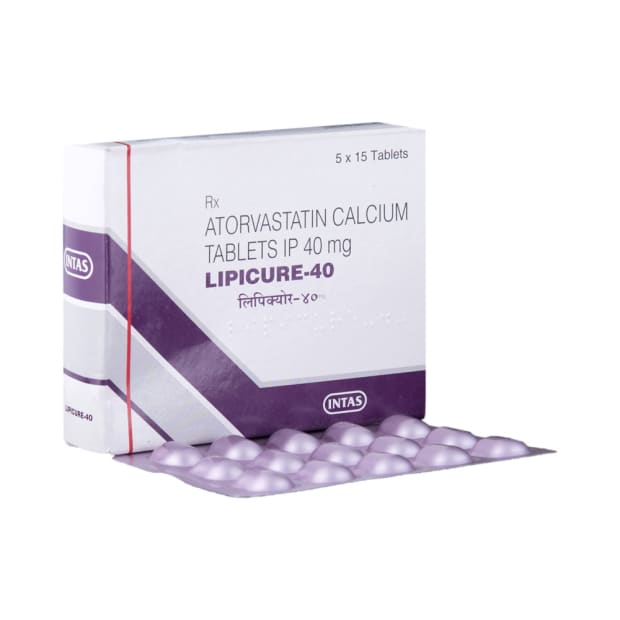 5 x 15 Tablets
Rx
ATORVASTATIN CALCIUM
TABLETS IP 40 mg
LIPICURE-40
लिपिक्योर-४०
INTAS
INTAS
LIPICURE-40